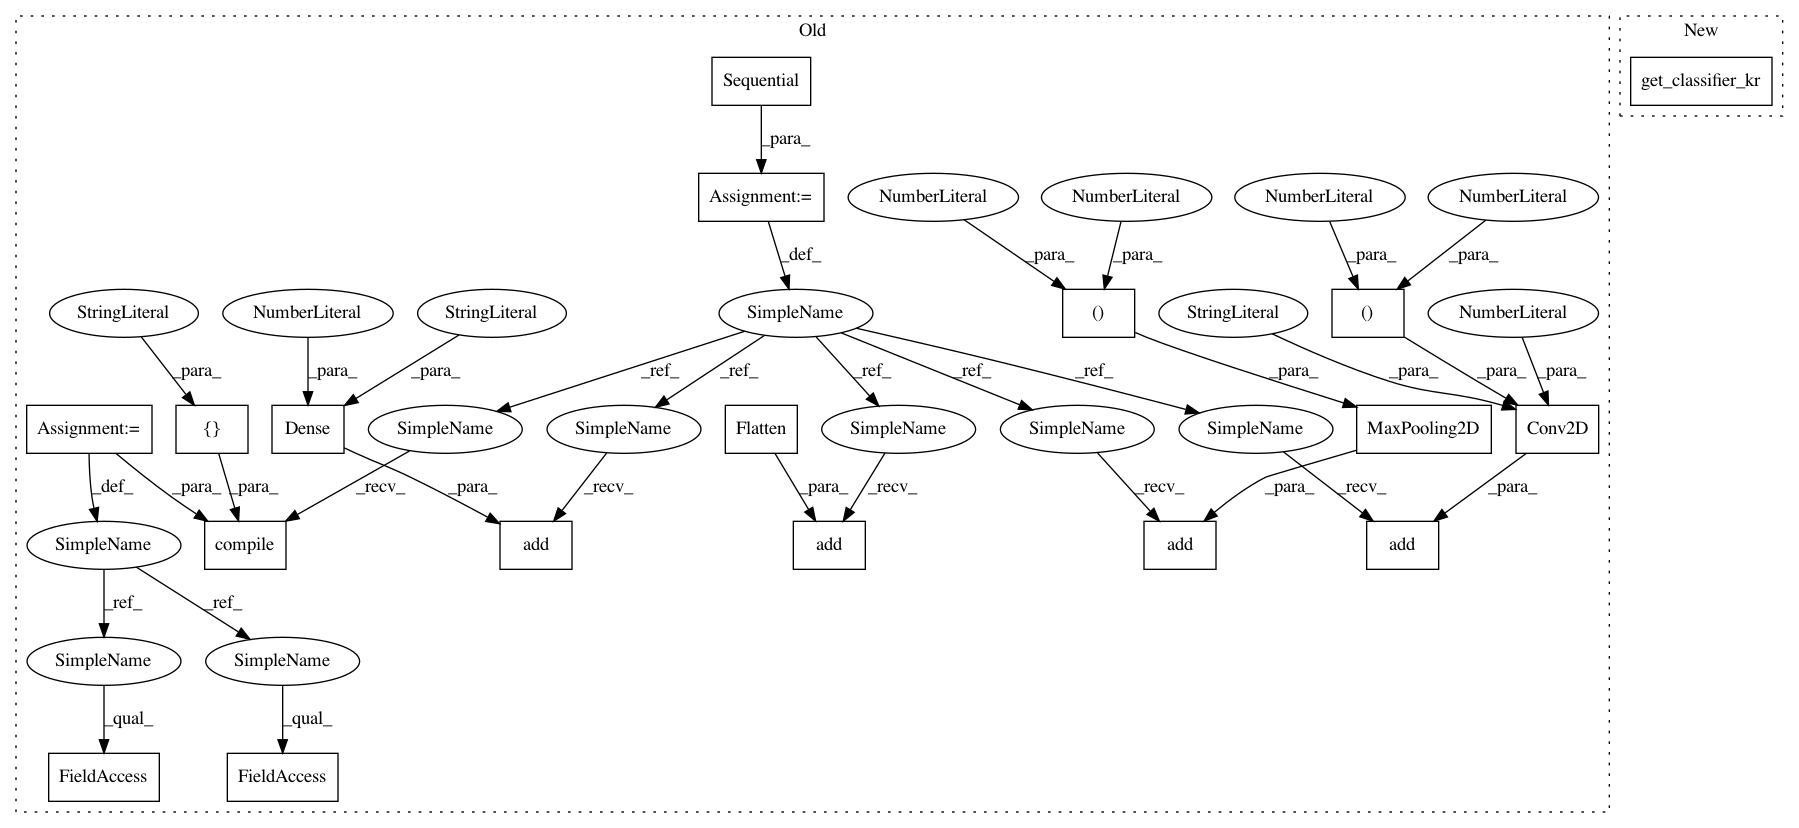 Old
New
Sequential
get_classifier_kr
_para_
Assignment:=
NumberLiteral
NumberLiteral
NumberLiteral
NumberLiteral
_def_
_para_
_para_
_para_
_para_
StringLiteral
NumberLiteral
StringLiteral
SimpleName
()
StringLiteral
()
NumberLiteral
_para_
_para_
_para_
_ref_
_ref_
_ref_
_ref_
_ref_
_para_
_para_
_para_
_para_
Assignment:=
{}
Dense
SimpleName
SimpleName
Flatten
SimpleName
SimpleName
SimpleName
MaxPooling2D
Conv2D
_def_
_para_
_para_
_recv_
_para_
_recv_
_para_
_recv_
_recv_
_para_
_recv_
_para_
SimpleName
compile
add
add
add
add
_ref_
_ref_
SimpleName
SimpleName
_qual_
_qual_
FieldAccess
FieldAccess